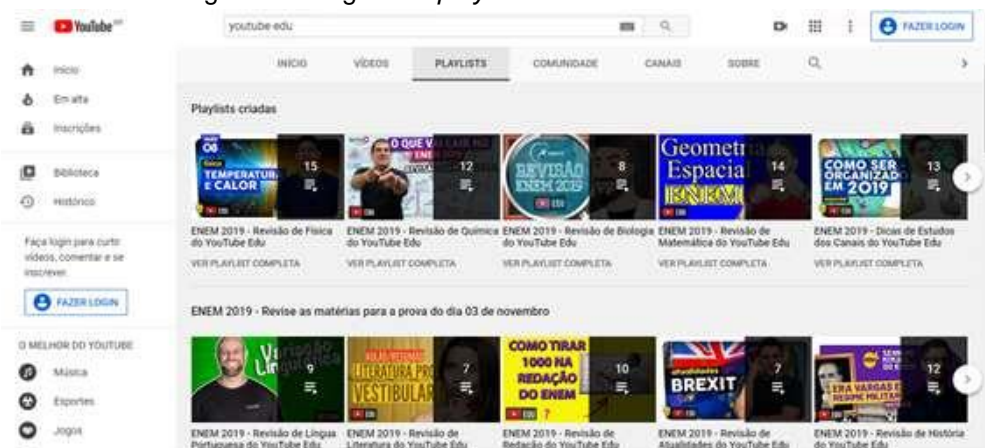 YouTube BR
youtube edu
FAZER LOGIN
INÍCIO VÍDEOS PLAYLISTS COMUNIDADE CANAIS SOBRE
Início
Em alta
Inscrições
Biblioteca
Histórico
Faça login para curtir
vídeos, comentar e se
inscrever.
FAZER LOGIN
O MELHOR DO YOUTUBE
Música
Esportes
Jogos
Playlists criadas
física
TEMPERATURA
E CALOR
15
O QUE VAI CAIR NO
12
REVISÃO
ENEM 2019
8
Geometria
Espacial
ENEM
14
COMO SER
ORGANIZADO
EM 2019
13
ENEM 2019 - Revisão de Física
do YouTube Edu
VER PLAYLIST COMPLETA
ENEM 2019 - Revisão de Química
do YouTube Edu
VER PLAYLIST COMPLETA
ENEM 2019 - Revisão de Biologia
do YouTube Edu
VER PLAYLIST COMPLETA
ENEM 2019 - Revisão de
Matemática do YouTube Edu
VER PLAYLIST COMPLETA
ENEM 2019 - Dicas de Estudos
dos Canais do YouTube Edu
VER PLAYLIST COMPLETA
ENEM 2019 - Revise as matérias para a prova do dia 03 de novembro
Variação
Linguística
9
LITERATURA PRO
VESTIBULAR
7
COMO TIRAR
1000 NA
REDAÇÃO
DO ENEM
?
10
atualidades
BREXIT
7
ERA VARGAS E
REGIME MILITAR
12
ENEM 2019 - Revisão de Língua
Portuguesa do YouTube Edu
ENEM 2019 - Revisão de
Literatura do YouTube Edu
ENEM 2019 - Revisão de
Redação do YouTube Edu
ENEM 2019 - Revisão de
Atualidades do YouTube Edu
ENEM 2019 - Revisão de História
do YouTube Edu